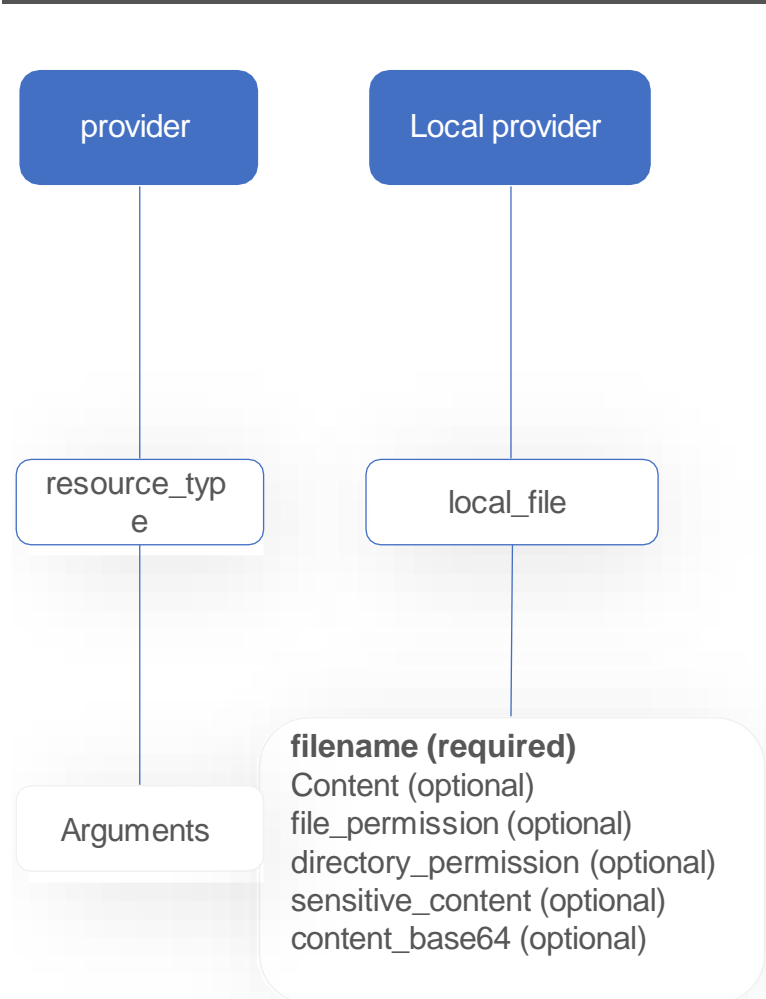 provider
Local provider
resource_typ
e
local_file
Arguments
filename (required)
Content (optional)
file_permission (optional)
directory_permission (optional)
sensitive_content (optional)
content_base64 (optional)